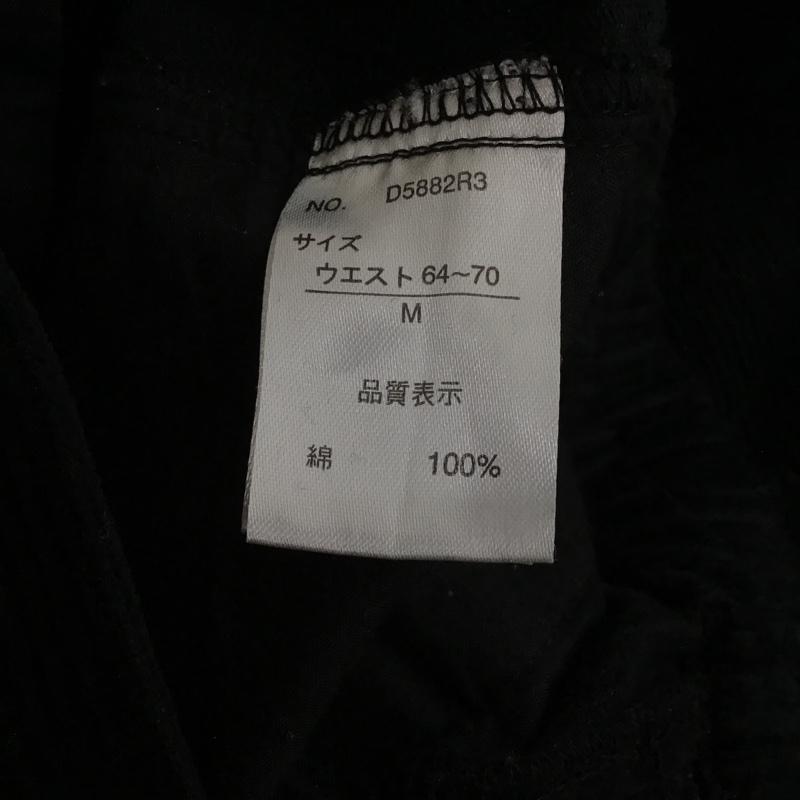 NO. D5882R3
サイズ
ウエスト 64~70
M
品質表示
綿 100%